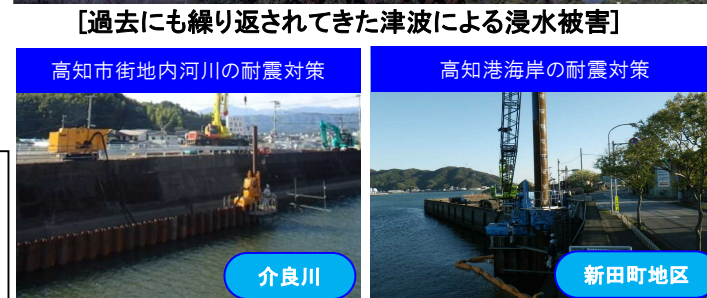 [過去にも繰り返されてきた津波による浸水被害]
高知市街地内河川の耐震対策
高知港海岸の耐震対策
介良川
新田町地区